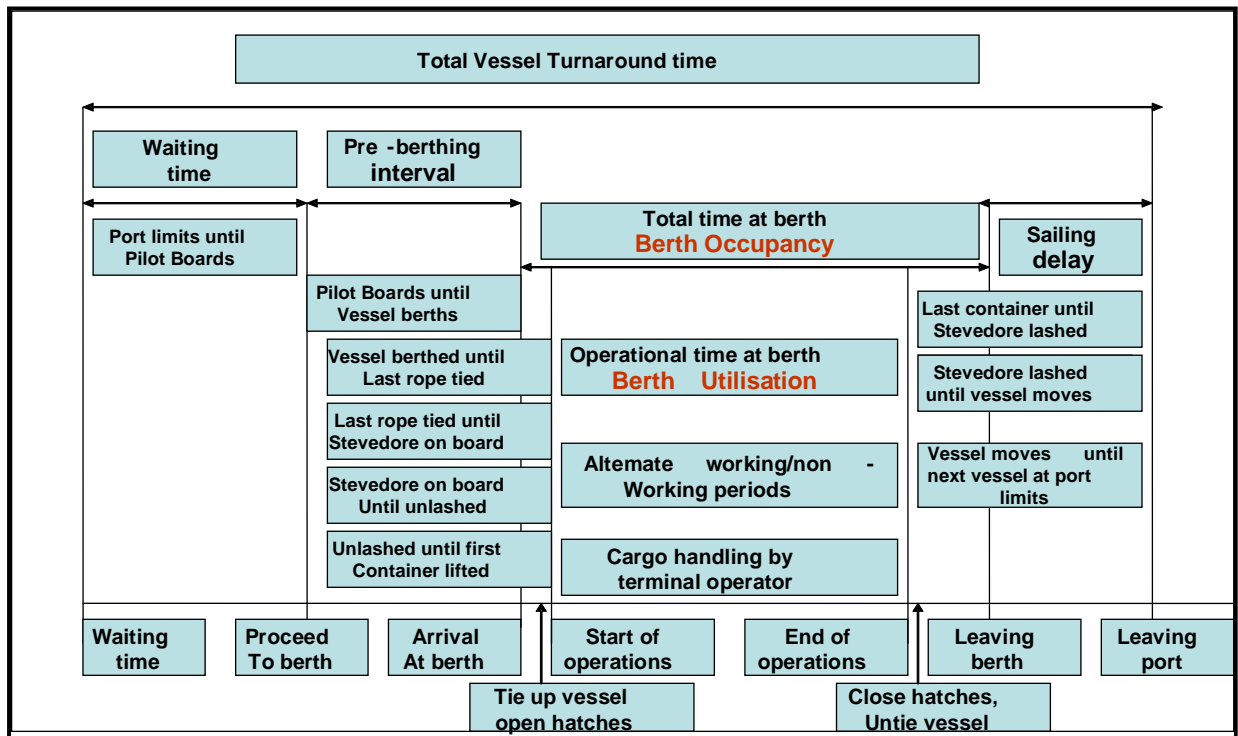 Total Vessel Turnaround time
Waiting
time
Pre -berthing
interval
Port limits until
Pilot Boards
Total time at berth
Berth Occupancy
Sailing
delay
Pilot Boards until
Vessel berths
Last container until
Stevedore lashed
Vessel berthed until
Last rope tied
Operational time at berth
Berth Utilisation
Stevedore lashed
until vessel moves
Last rope tied until
Stevedore on board
Alternate working/non -
Working periods
Vessel moves until
next vessel at port
limits
Stevedore on board
Until unlashed
Unlashed until first
Container lifted
Cargo handling by
terminal operator
Waiting
time
Proceed
To berth
Arrival
At berth
Start of
operations
End of
operations
Leaving
berth
Leaving
port
Tie up vessel
open hatches
Close hatches,
Untie vessel